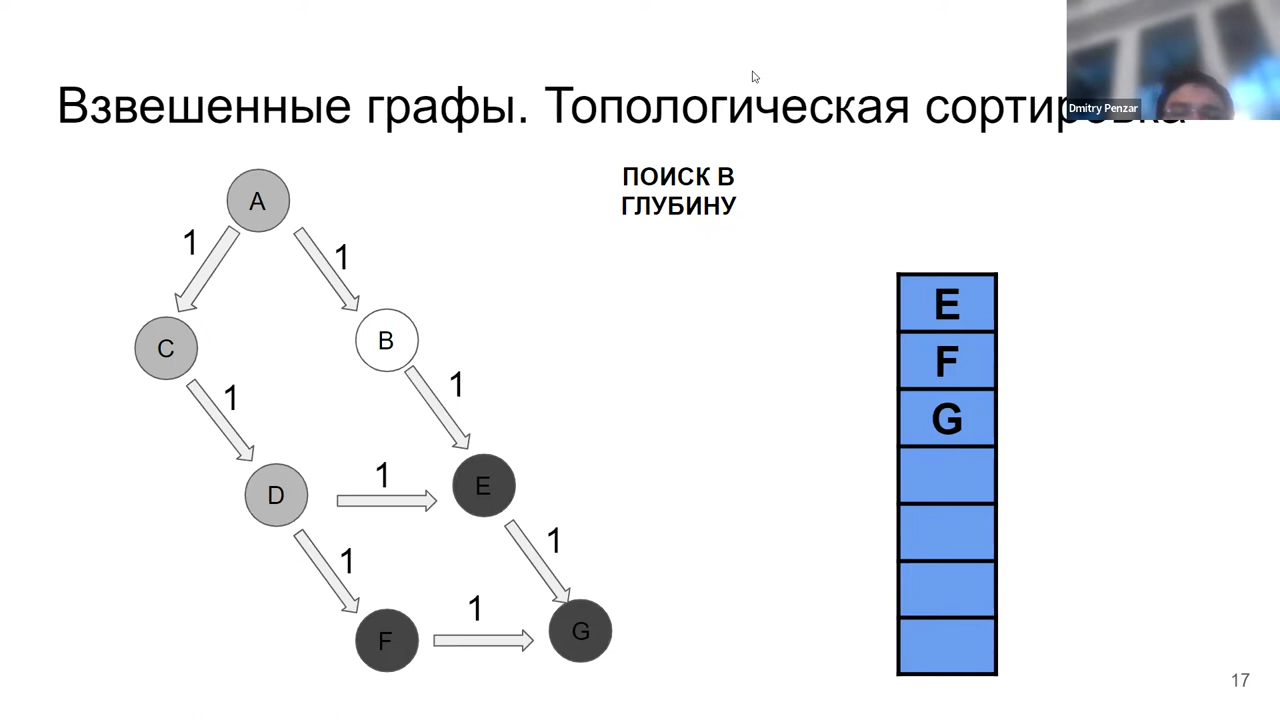 Взвешенные графы. Топологическая сортировка
Dmitry Penzar
ПОИСК В
ГЛУБИНУ
A
1
1
C
B
1
1
D
1
E
1
1
F
1
G
E
F
G
17